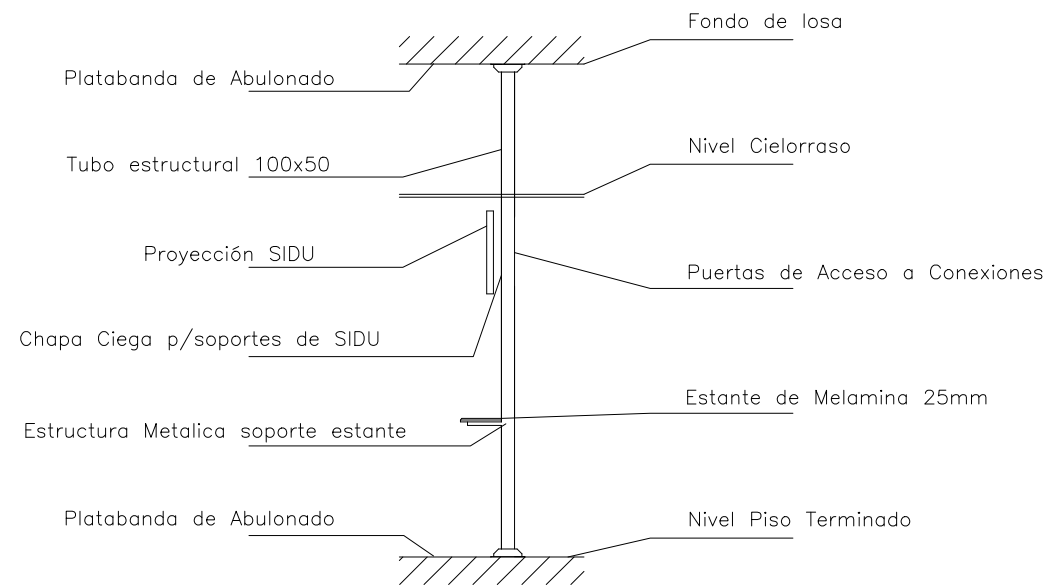 Fondo de losa
Platabanda de Abulonado
Nivel Cielorraso
Tubo estructural 100x50
Proyección SIDU
Puertas de Acceso a Conexiones
Chapa Ciega p/soportes de SIDU
Estante de Melamina 25mm
Estructura Metalica soporte estante
Platabanda de Abulonado
Nivel Piso Terminado